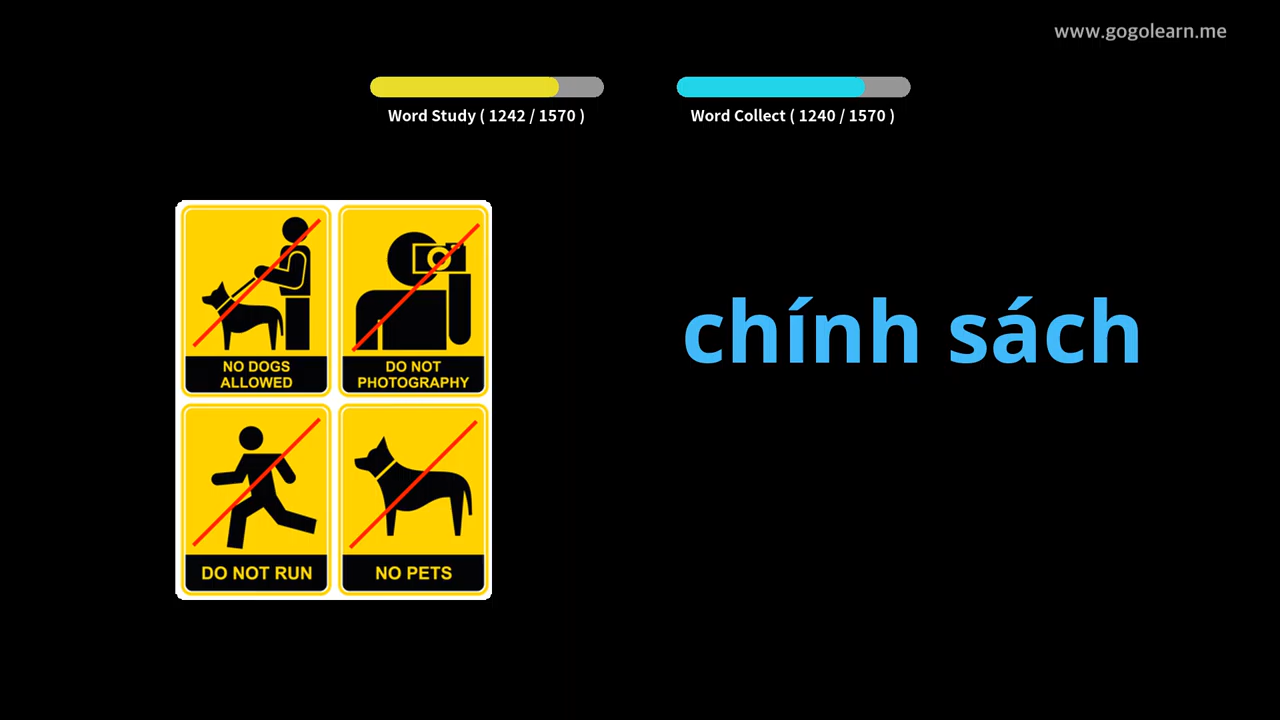 www.gogolearn.me
Word Study ( 1242 / 1570 )
Word Collect ( 1240 / 1570 )
NO DOGS
ALLOWED
DO NOT
PHOTOGRAPHY
DO NOT RUN
NO PETS
chính sách